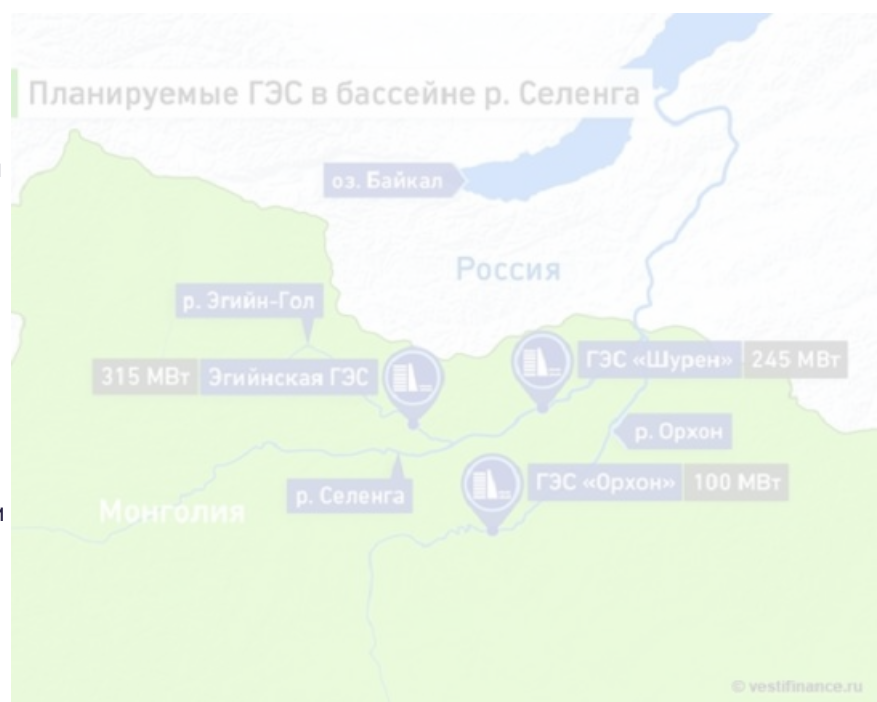 Планируемые ГЭС в бассейне р. Селенга
оз. Байкал
Россия
р. Эгийн-Гол
315 МВт Эгийнская ГЭС
ГЭС «Шурен» 245 МВт
р. Орхон
ГЭС «Орхон» 100 МВт
р. Селенга
Монголия
и
© vestifinance.ru